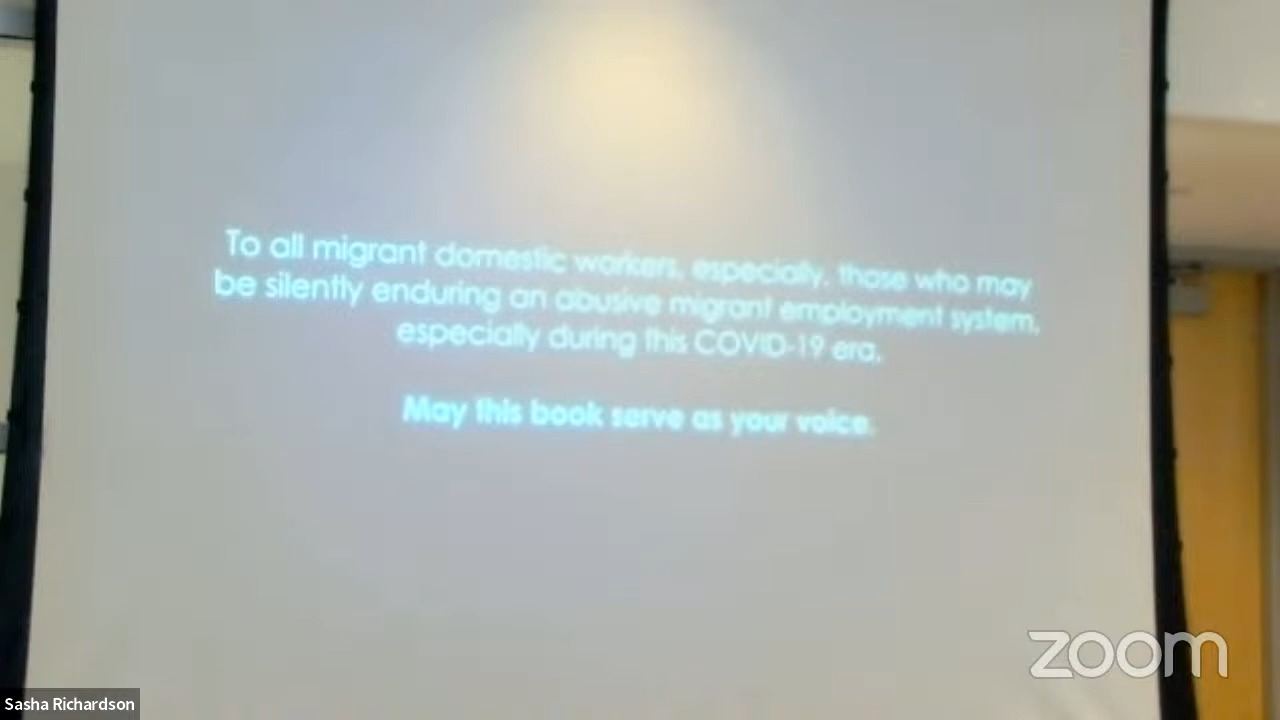 To all migrant domestic workers, especially, those who may
be silently enduring an abusive migrant employment system,
especially during this COVID-19 era.
May this book serve as your voice.
zoom
Sasha Richardson